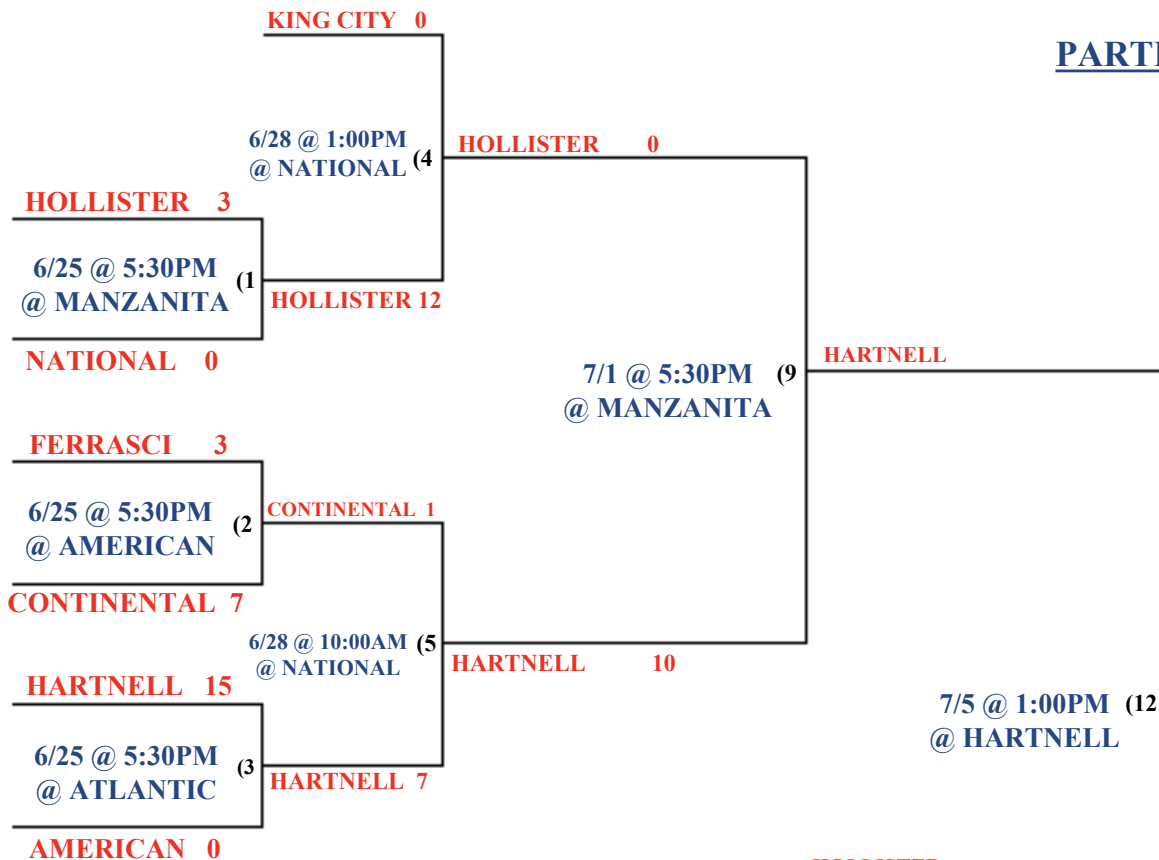 KING CITY 0
6/28 @ 1:00PM
@ NATIONAL (4
HOLLISTER 0
HOLLISTER 3
6/25 @ 5:30PM
@ MANZANITA (1
HOLLISTER 12
NATIONAL 0
7/1 @ 5:30PM (9
@ MANZANITA
HARTNELL
FERRASCI 3
6/25 @ 5:30PM (2
@ AMERICAN
CONTINENTAL 1
CONTINENTAL 7
6/28 @ 10:00AM (5
@ NATIONAL
HARTNELL 10
HARTNELL 15
6/25 @ 5:30PM (3
@ ATLANTIC
HARTNELL 7
AMERICAN 0
7/5 @ 1:00PM (12
@ HARTNELL